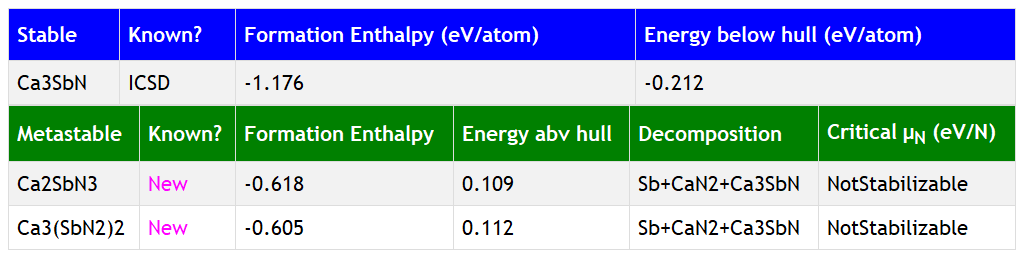 Stable Known? Formation Enthalpy (eV/atom) Energy below hull (eV/atom)
Ca3SbN ICSD -1.176 -0.212
Metastable Known? Formation Enthalpy Energy abv hull Decomposition Critical μN (eV/N)
Ca2SbN3 New -0.618 0.109 Sb+CaN2+Ca3SbN NotStabilizable
Ca3(SbN2)2 New -0.605 0.112 Sb+CaN2+Ca3SbN NotStabilizable